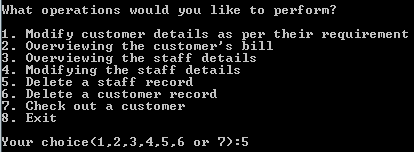 What operations would you like to perform?
1. Modify customer details as per their requirement
2. Overviewing the customer's bill
3. Overviewing the staff details
4. Modifying the staff details
5. Delete a staff record
6. Delete a customer record
7. Check out a customer
8. Exit
Your choice(1,2,3,4,5,6 or 7):5